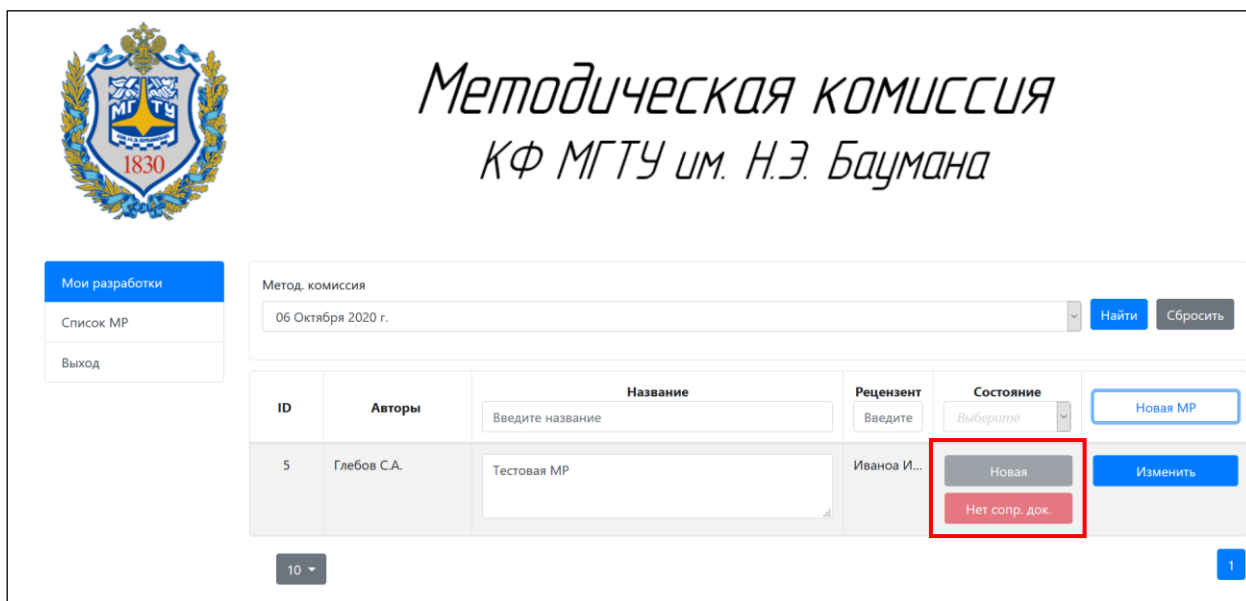 МГТУ
1830
Методическая комиссия
КФ МГТУ им. Н.Э. Баумана
Мои разработки
Список МР
Выход
Метод. комиссия
06 Октября 2020 г.
Найти
Сбросить
ID
Авторы
Название
Введите название
Рецензент
Введите
Состояние
Выберите
Новая МР
5
Глебов С.А.
Тестовая МР
Иваноа И...
Новая
Нет сопр. док.
Изменить
10
1